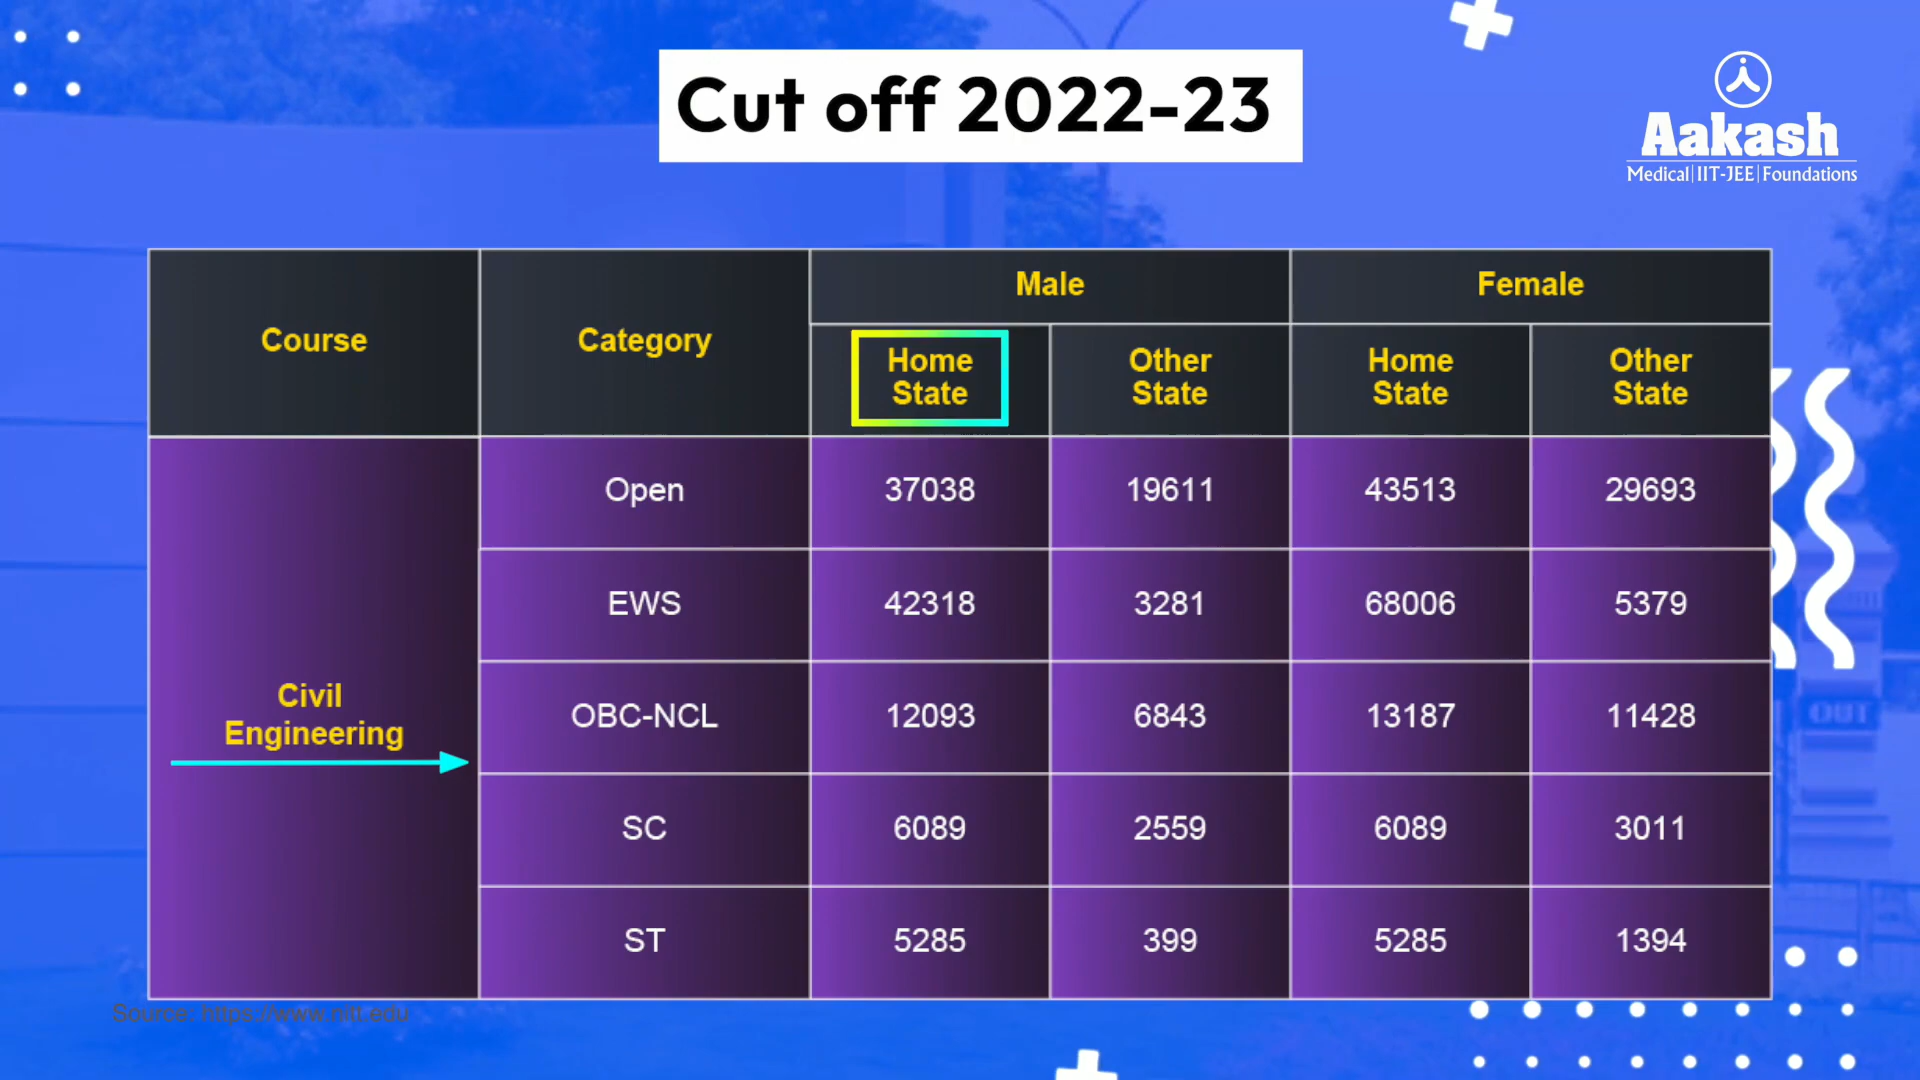 Cut off 2022-23
Aakash
Medical|IIT-JEE|Foundations
Course Category Male Female
Home State Other State Home State Other State
Civil Engineering
Open 37038 19611 43513 29693
EWS 42318 3281 68006 5379
OBC-NCL 12093 6843 13187 11428
SC 6089 2559 6089 3011
ST 5285 399 5285 1394
OUT
Source: https://www.nitt.edu